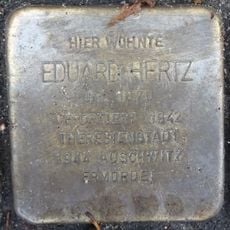 HIER WOHNTE
EDUARD HERTZ
DEPORTIERT 1942
THERESIENSTADT
1944 AUSCHWITZ
ERMORDET